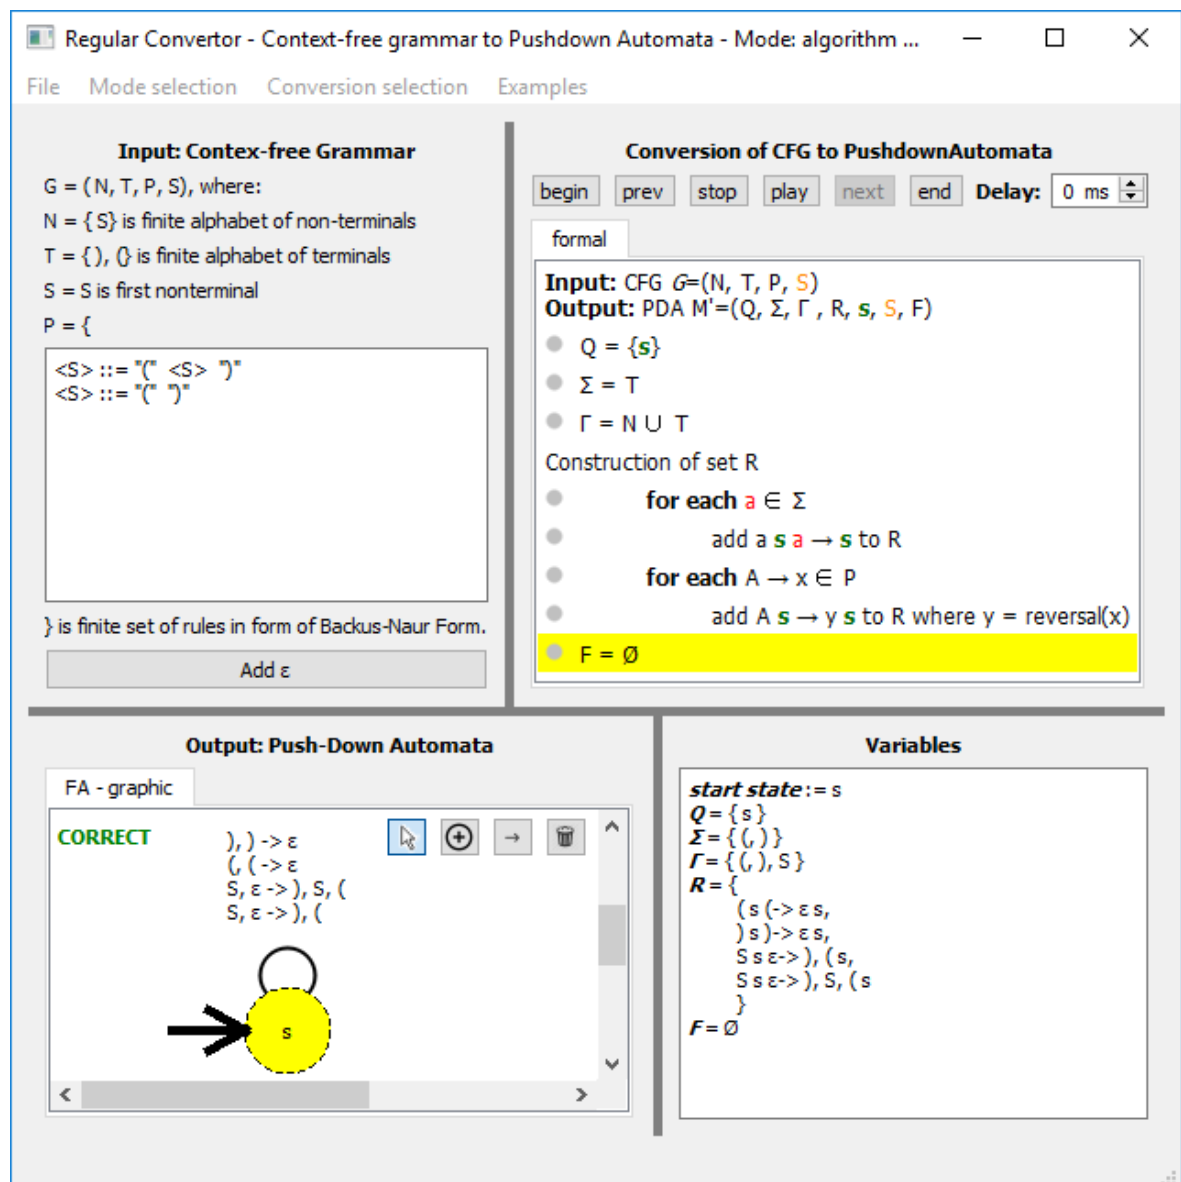 Regular Convertor - Context-free grammar to Pushdown Automata - Mode: algorithm ...
File Mode selection Conversion selection Examples
Input: Contex-free Grammar
G = ( N, T, P, S), where:
N = { S} is finite alphabet of non-terminals
T = { ), (} is finite alphabet of terminals
S = S is first nonterminal
P = {
<S> ::= "(" <S> ")"
<S> ::= "(" ")"
} is finite set of rules in form of Backus-Naur Form.
Add ε
Conversion of CFG to PushdownAutomata
begin prev stop play next end Delay: 0 ms
formal
Input: CFG G=(N, T, P, S)
Output: PDA M'=(Q, Σ, Γ , R, s, S, F)
Q = {s}
Σ = T
Γ = N ∪ T
Construction of set R
for each a ∈ Σ
add a s a → s to R
for each A → x ∈ P
add A s → y s to R where y = reversal(x)
F = Ø
Output: Push-Down Automata
FA - graphic
CORRECT
), ) -> ε
(, ( -> ε
S, ε -> ), S, (
S, ε -> ), (
s
Variables
start state := s
Q = { s }
Σ = { (, ) }
Γ = { (, ), S }
R = {
( s (-> ε s,
) s )-> ε s,
S s ε-> ), ( s,
S s ε-> ), S, ( s
}
F = Ø